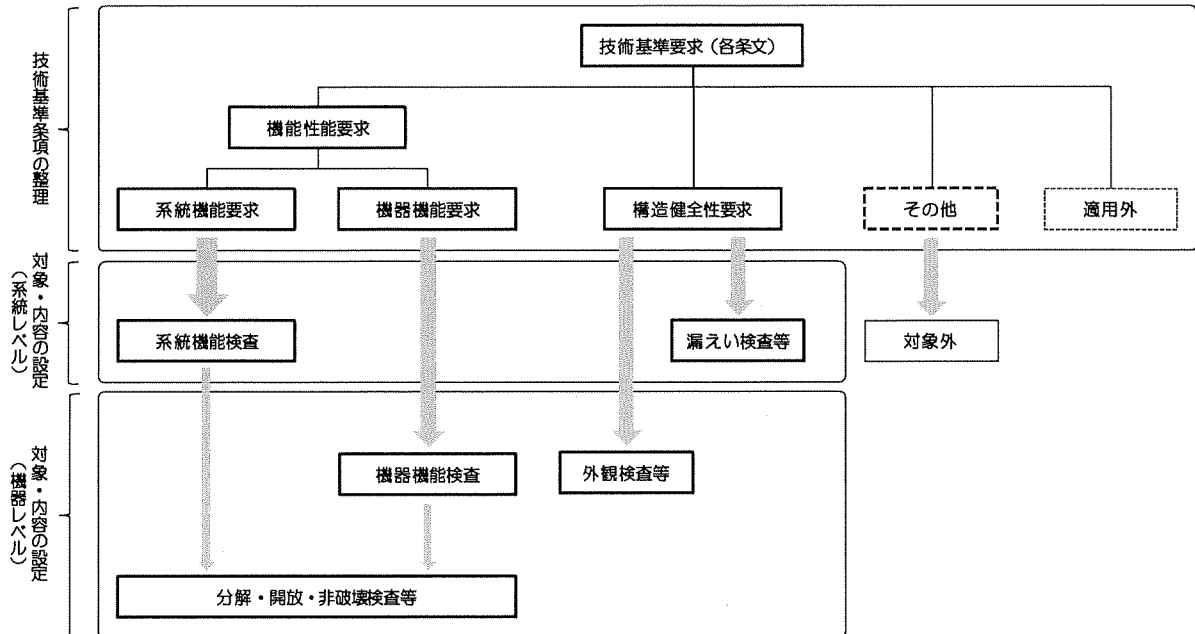 技術基準条項の整理
技術基準要求（各条文）
機能性能要求
系統機能要求
機器機能要求
構造健全性要求
その他
適用外
対象・内容の設定
（系統レベル）
系統機能検査
漏えい検査等
対象外
対象・内容の設定
（機器レベル）
機器機能検査
外観検査等
分解・開放・非破壊検査等